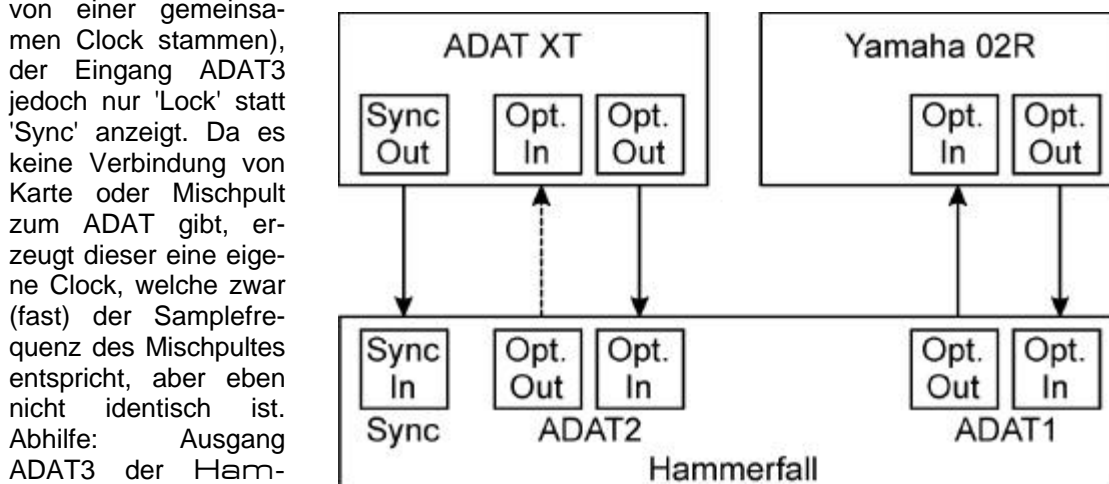 von einer gemeinsa-
men Clock stammen),
der Eingang ADAT3
jedoch nur 'Lock' statt
'Sync' anzeigt. Da es
keine Verbindung von
Karte oder Mischpult
zum ADAT gibt, er-
zeugt dieser eine eige-
ne Clock, welche zwar
(fast) der Samplefre-
quenz des Mischpultes
entspricht, aber eben
nicht identisch ist.
Abhilfe: Ausgang
ADAT3 der Ham-
ADAT XT
Sync Out
Opt. In
Opt. Out
Yamaha 02R
Opt. In
Opt. Out
Sync In
Opt. Out
Opt. In
Opt. Out
Opt. In
Sync
ADAT2
ADAT1
Hammerfall